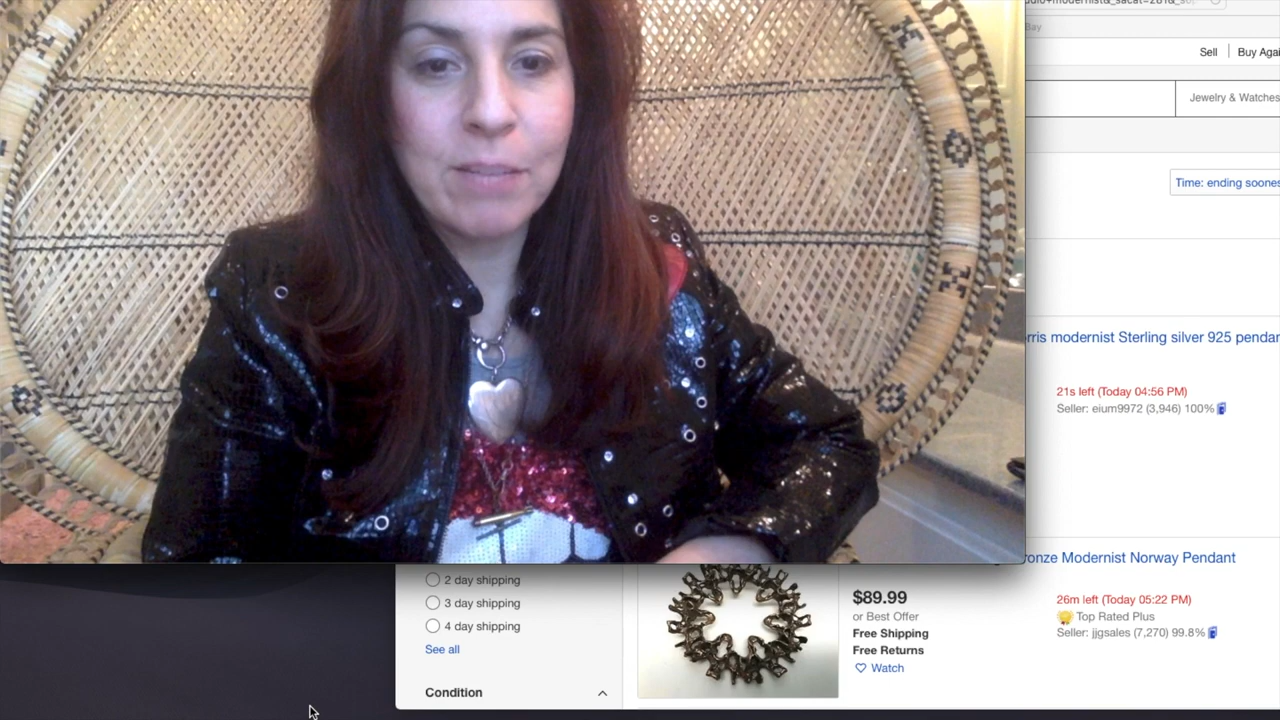 Bay
Sell
Buy Agai
Jewelry & Watches
Time: ending soones
rris modernist Sterling silver 925 pendan
21s left (Today 04:56 PM)
Seller: eium9972 (3,946) 100%
ronze Modernist Norway Pendant
$89.99
or Best Offer
Free Shipping
Free Returns
Watch
26m left (Today 05:22 PM)
Top Rated Plus
Seller: jjgsales (7,270) 99.8%
2 day shipping
3 day shipping
4 day shipping
See all
Condition